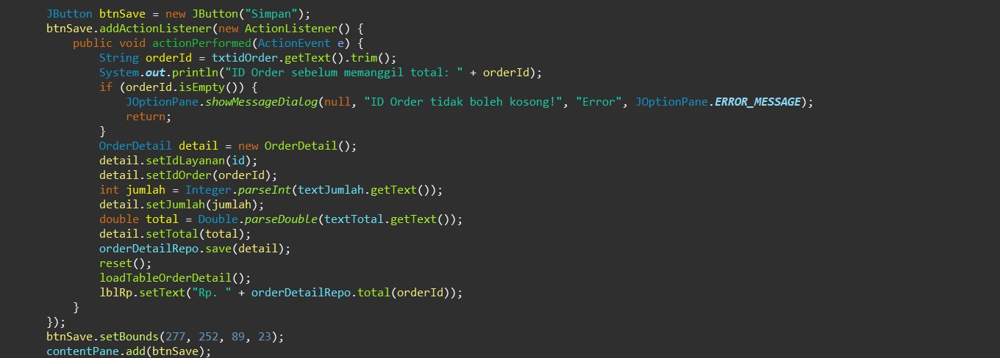 JButton btnSave = new JButton("Simpan");
btnSave.addActionListener(new ActionListener() {
public void actionPerformed(ActionEvent e) {
String orderId = txtidOrder.getText().trim();
System.out.println("ID Order sebelum memanggil total: " + orderId);
if (orderId.isEmpty()) {
JOptionPane.showMessageDialog(null, "ID Order tidak boleh kosong!", "Error", JOptionPane.ERROR_MESSAGE);
return;
}
OrderDetail detail = new OrderDetail();
detail.setIdLayanan(id);
detail.setIdOrder(orderId);
int jumlah = Integer.parseInt(textJumlah.getText());
detail.setJumlah(jumlah);
double total = Double.parseDouble(textTotal.getText());
detail.setTotal(total);
orderDetailRepo.save(detail);
reset();
loadTableOrderDetail();
lblRp.setText("Rp. " + orderDetailRepo.total(orderId));
}
});
btnSave.setBounds(277, 252, 89, 23);
contentPane.add(btnSave);